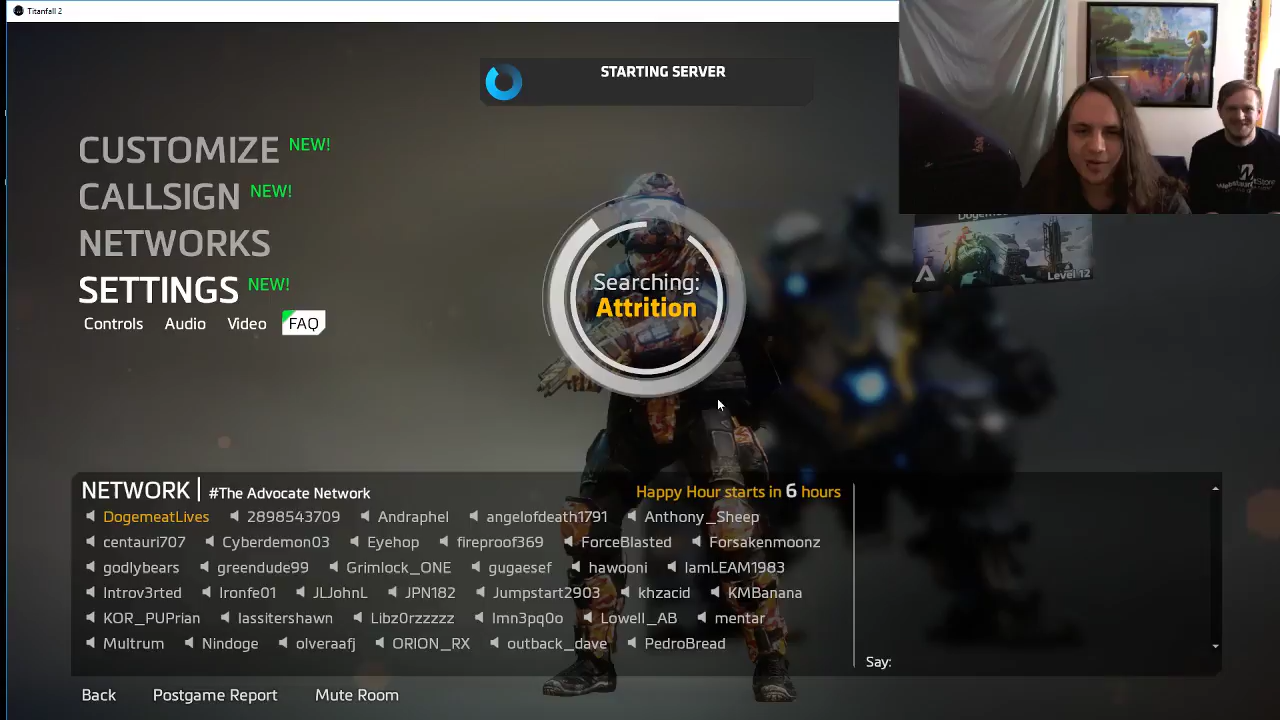 Titanfall 2
STARTING SERVER
CUSTOMIZE NEW!
CALLSIGN NEW!
NETWORKS
SETTINGS NEW!
Controls Audio Video FAQ
Searching:
Attrition
Level 12
NETWORK | #The Advocate Network
Happy Hour starts in 6 hours
DogemeatLives 2898543709 Andraphel angelofdeath1791 Anthony_Sheep
centauri707 Cyberdemon03 Eyehop fireproof369 ForceBlasted Forsakenmoonz
godlybears greendude99 Grimlock_ONE gugaesef hawooni IamLEAM1983
Introv3rted Ironfe01 JLJohnL JPN182 Jumpstart2903 khzacid KMBanana
KOR_PUPrian lassitershawn Libz0rzzzzz lmn3pq0o Lowell_AB mentar
Multrum Nindoge olveraafj ORION_RX outback_dave PedroBread
Say:
Back Postgame Report Mute Room